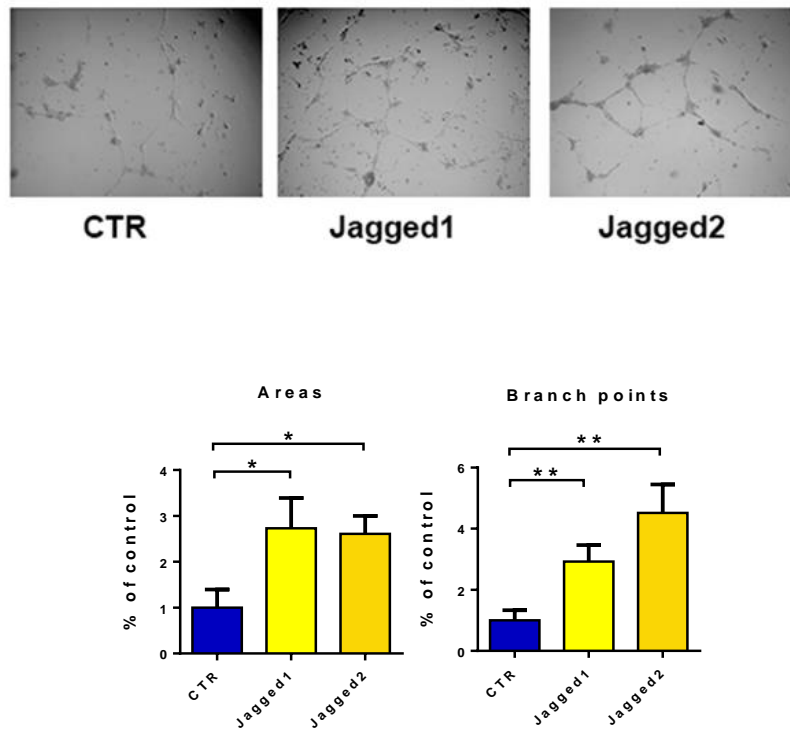 CTR Jagged1 Jagged2
Areas
% of control
4
3
2
1
0
*
*
CTR Jagged1 Jagged2
Branch points
% of control
6
4
2
0
**
**
CTR Jagged1 Jagged2